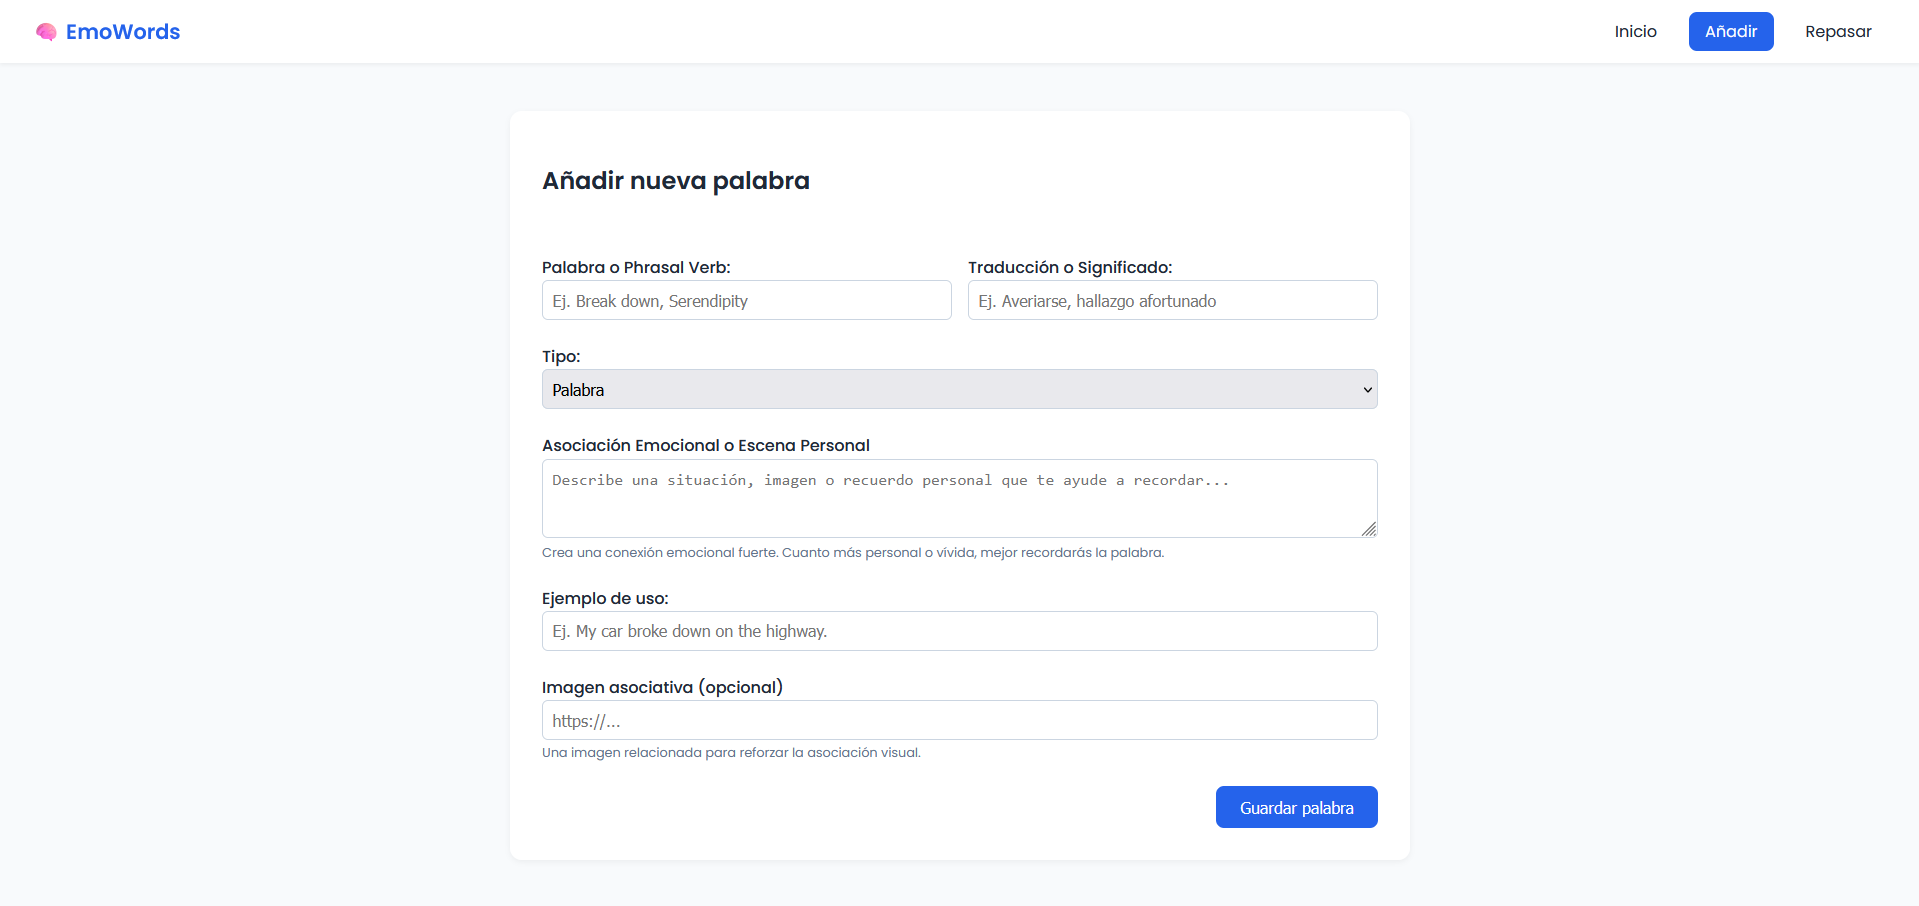 EmoWords
Inicio
Añadir
Repasar
Añadir nueva palabra
Palabra o Phrasal Verb:
Traducción o Significado:
Ej. Break down, Serendipity
Ej. Averiarse, hallazgo afortunado
Tipo:
Palabra
Asociación Emocional o Escena Personal
Describe una situación, imagen o recuerdo personal que te ayude a recordar...
Crea una conexión emocional fuerte. Cuanto más personal o vívida, mejor recordarás la palabra.
Ejemplo de uso:
Ej. My car broke down on the highway.
Imagen asociativa (opcional)
https://...
Una imagen relacionada para reforzar la asociación visual.
Guardar palabra